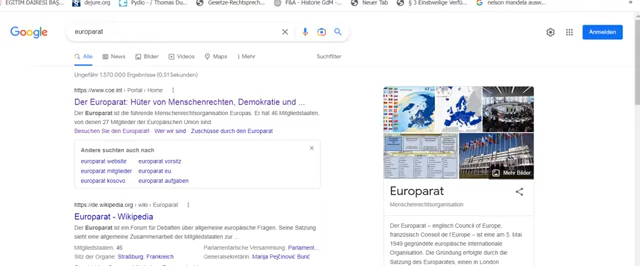 EĞİTİM DAİRESİ BAŞ...
dejure.org
Pydio - / Thomas Du...
Gesetze-Rechtsprech...
F&A - Historie GdM -...
Neuer Tab
§ 3 Einstweilige Verfü...
nelson mandela ausw...
Google
europarat
Anmelden
Alle
News
Bilder
Videos
Maps
Mehr
Suchfilter
Ungefähr 1.570.000 Ergebnisse (0,51 Sekunden)
https://www.coe.int › Portal › Home
Der Europarat: Hüter von Menschenrechten, Demokratie und ...
Der Europarat ist die führende Menschenrechtsorganisation Europas. Er hat 46 Mitgliedstaaten,
von denen 27 Mitglieder der Europäischen Union sind.
Besuchen Sie den Europarat! · Wer wir sind · Zuschüsse durch den Europarat
Andere suchten auch nach
europarat website
europarat vorsitz
europarat mitglieder
europarat eu
europarat kosovo
europarat aufgaben
https://de.wikipedia.org › wiki › Europarat
Europarat - Wikipedia
Der Europarat ist ein Forum für Debatten über allgemeine europäische Fragen. Seine Satzung
sieht eine allgemeine Zusammenarbeit der Mitgliedstaaten zur ...
Mitgliedstaaten: 46
Parlamentarische Versammlung: Parlament...
Sitz der Organe: Straßburg, Frankreich
Generalsekretärin: Marija Pejčinović Burić
Mehr Bilder
Europarat
Menschenrechtsorganisation
Der Europarat – englisch Council of Europe,
französisch Conseil de l'Europe – ist eine am 5. Mai
1949 gegründete europäische internationale
Organisation. Die Gründung erfolgte durch die
Satzung des Europarates, einen in London